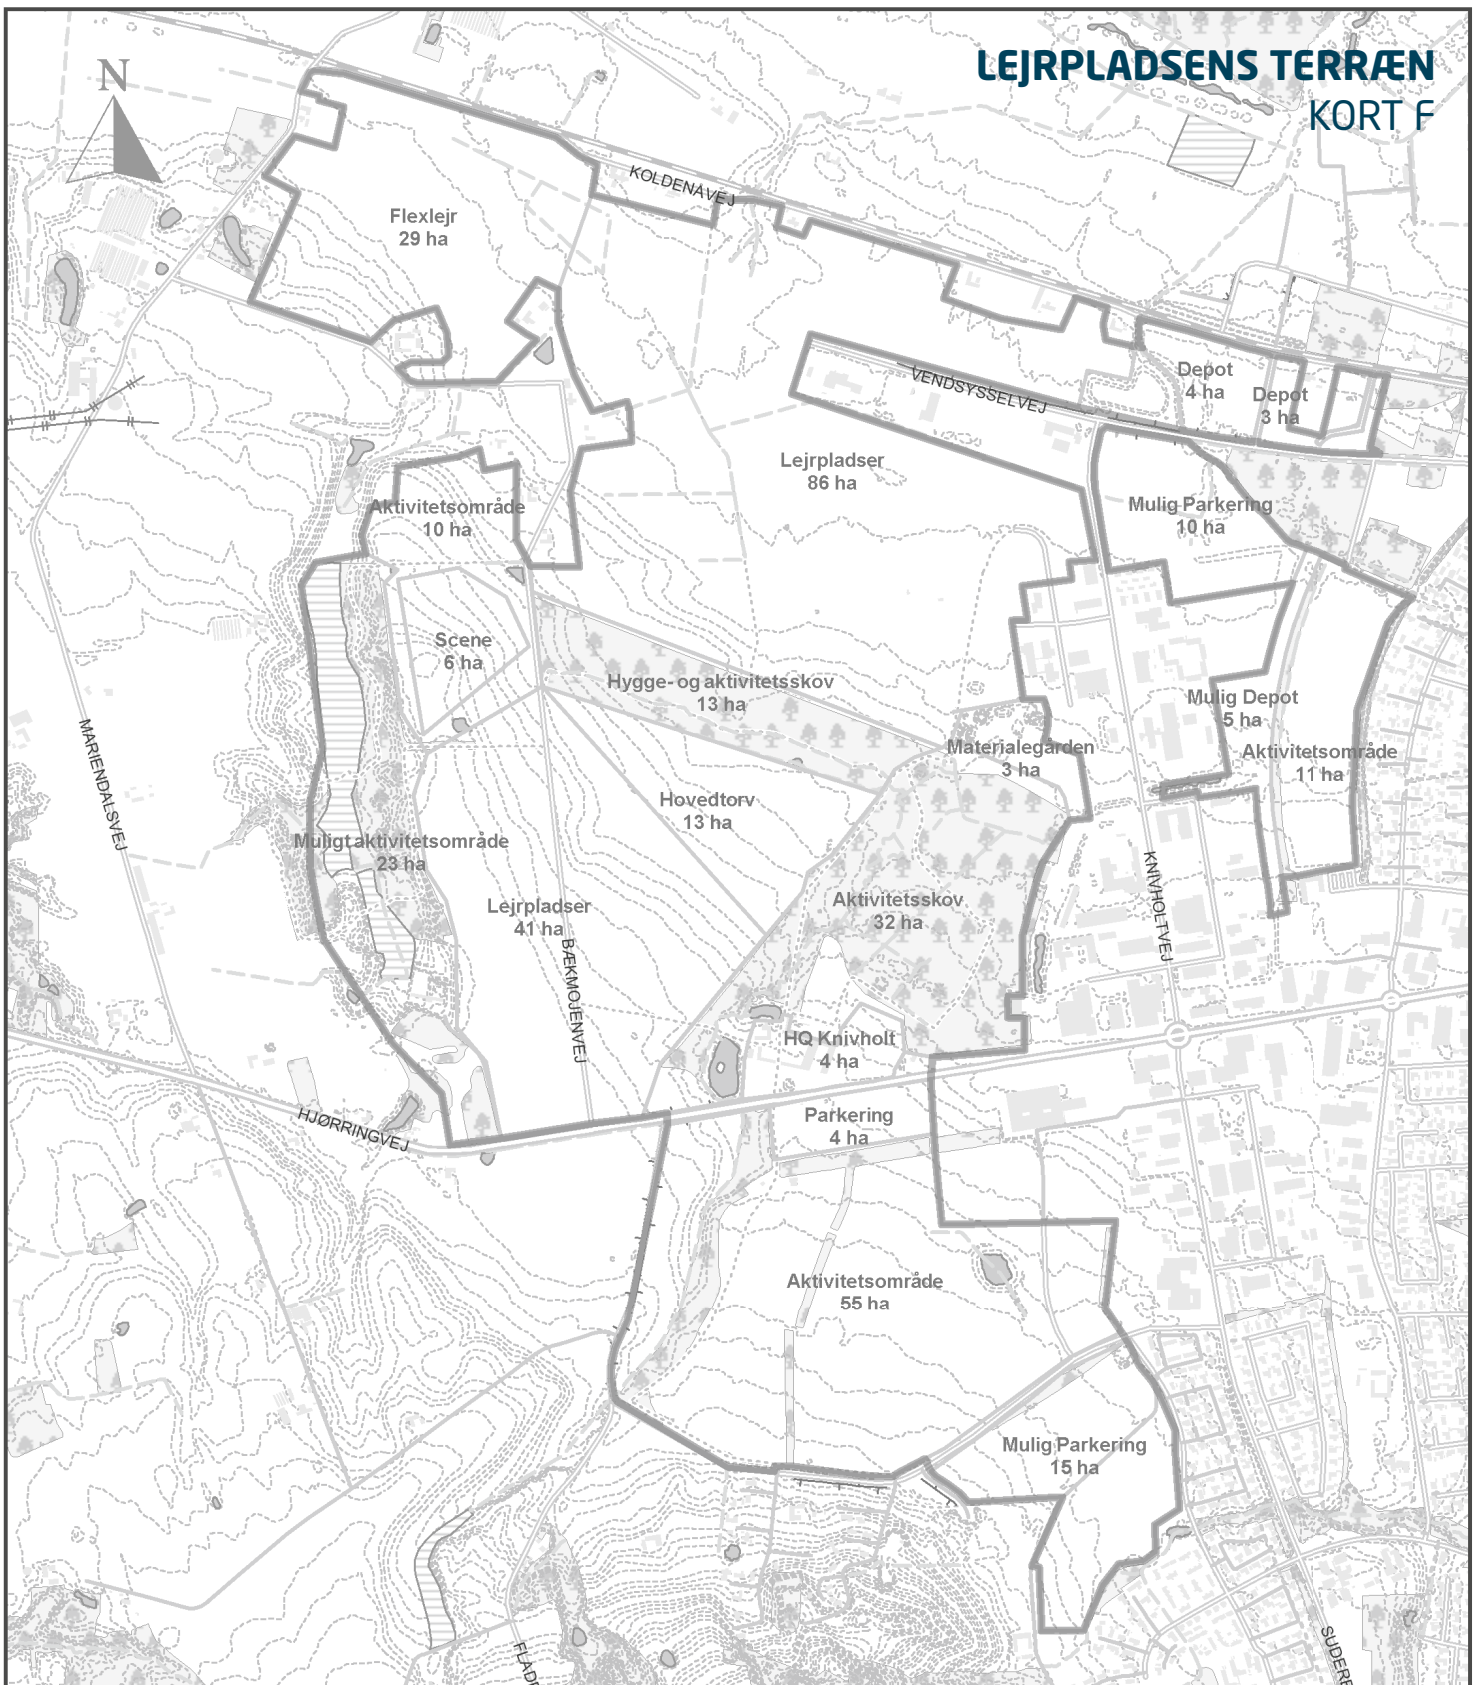 LEJRPLADSENS TERRÆN
KORT F
N
KOLDENÅVEJ
Flexlejr
29 ha
Depot
4 ha
Depot
3 ha
VENDSYSSELVEJ
Lejrpladser
86 ha
Aktivitetsområde
10 ha
Mulig Parkering
10 ha
Scene
6 ha
Hygge- og aktivitetsskov
13 ha
Mulig Depot
5 ha
Materialegården
3 ha
Aktivitetsområde
11 ha
MARIENDALSVEJ
Hovedtorv
13 ha
Muligt aktivitetsområde
23 ha
KNIVHOLTVEJ
Lejrpladser
41 ha
Aktivitetsskov
32 ha
BÆKMOJENVEJ
HQ Knivholt
4 ha
HJØRRINGVEJ
Parkering
4 ha
Aktivitetsområde
55 ha
Mulig Parkering
15 ha